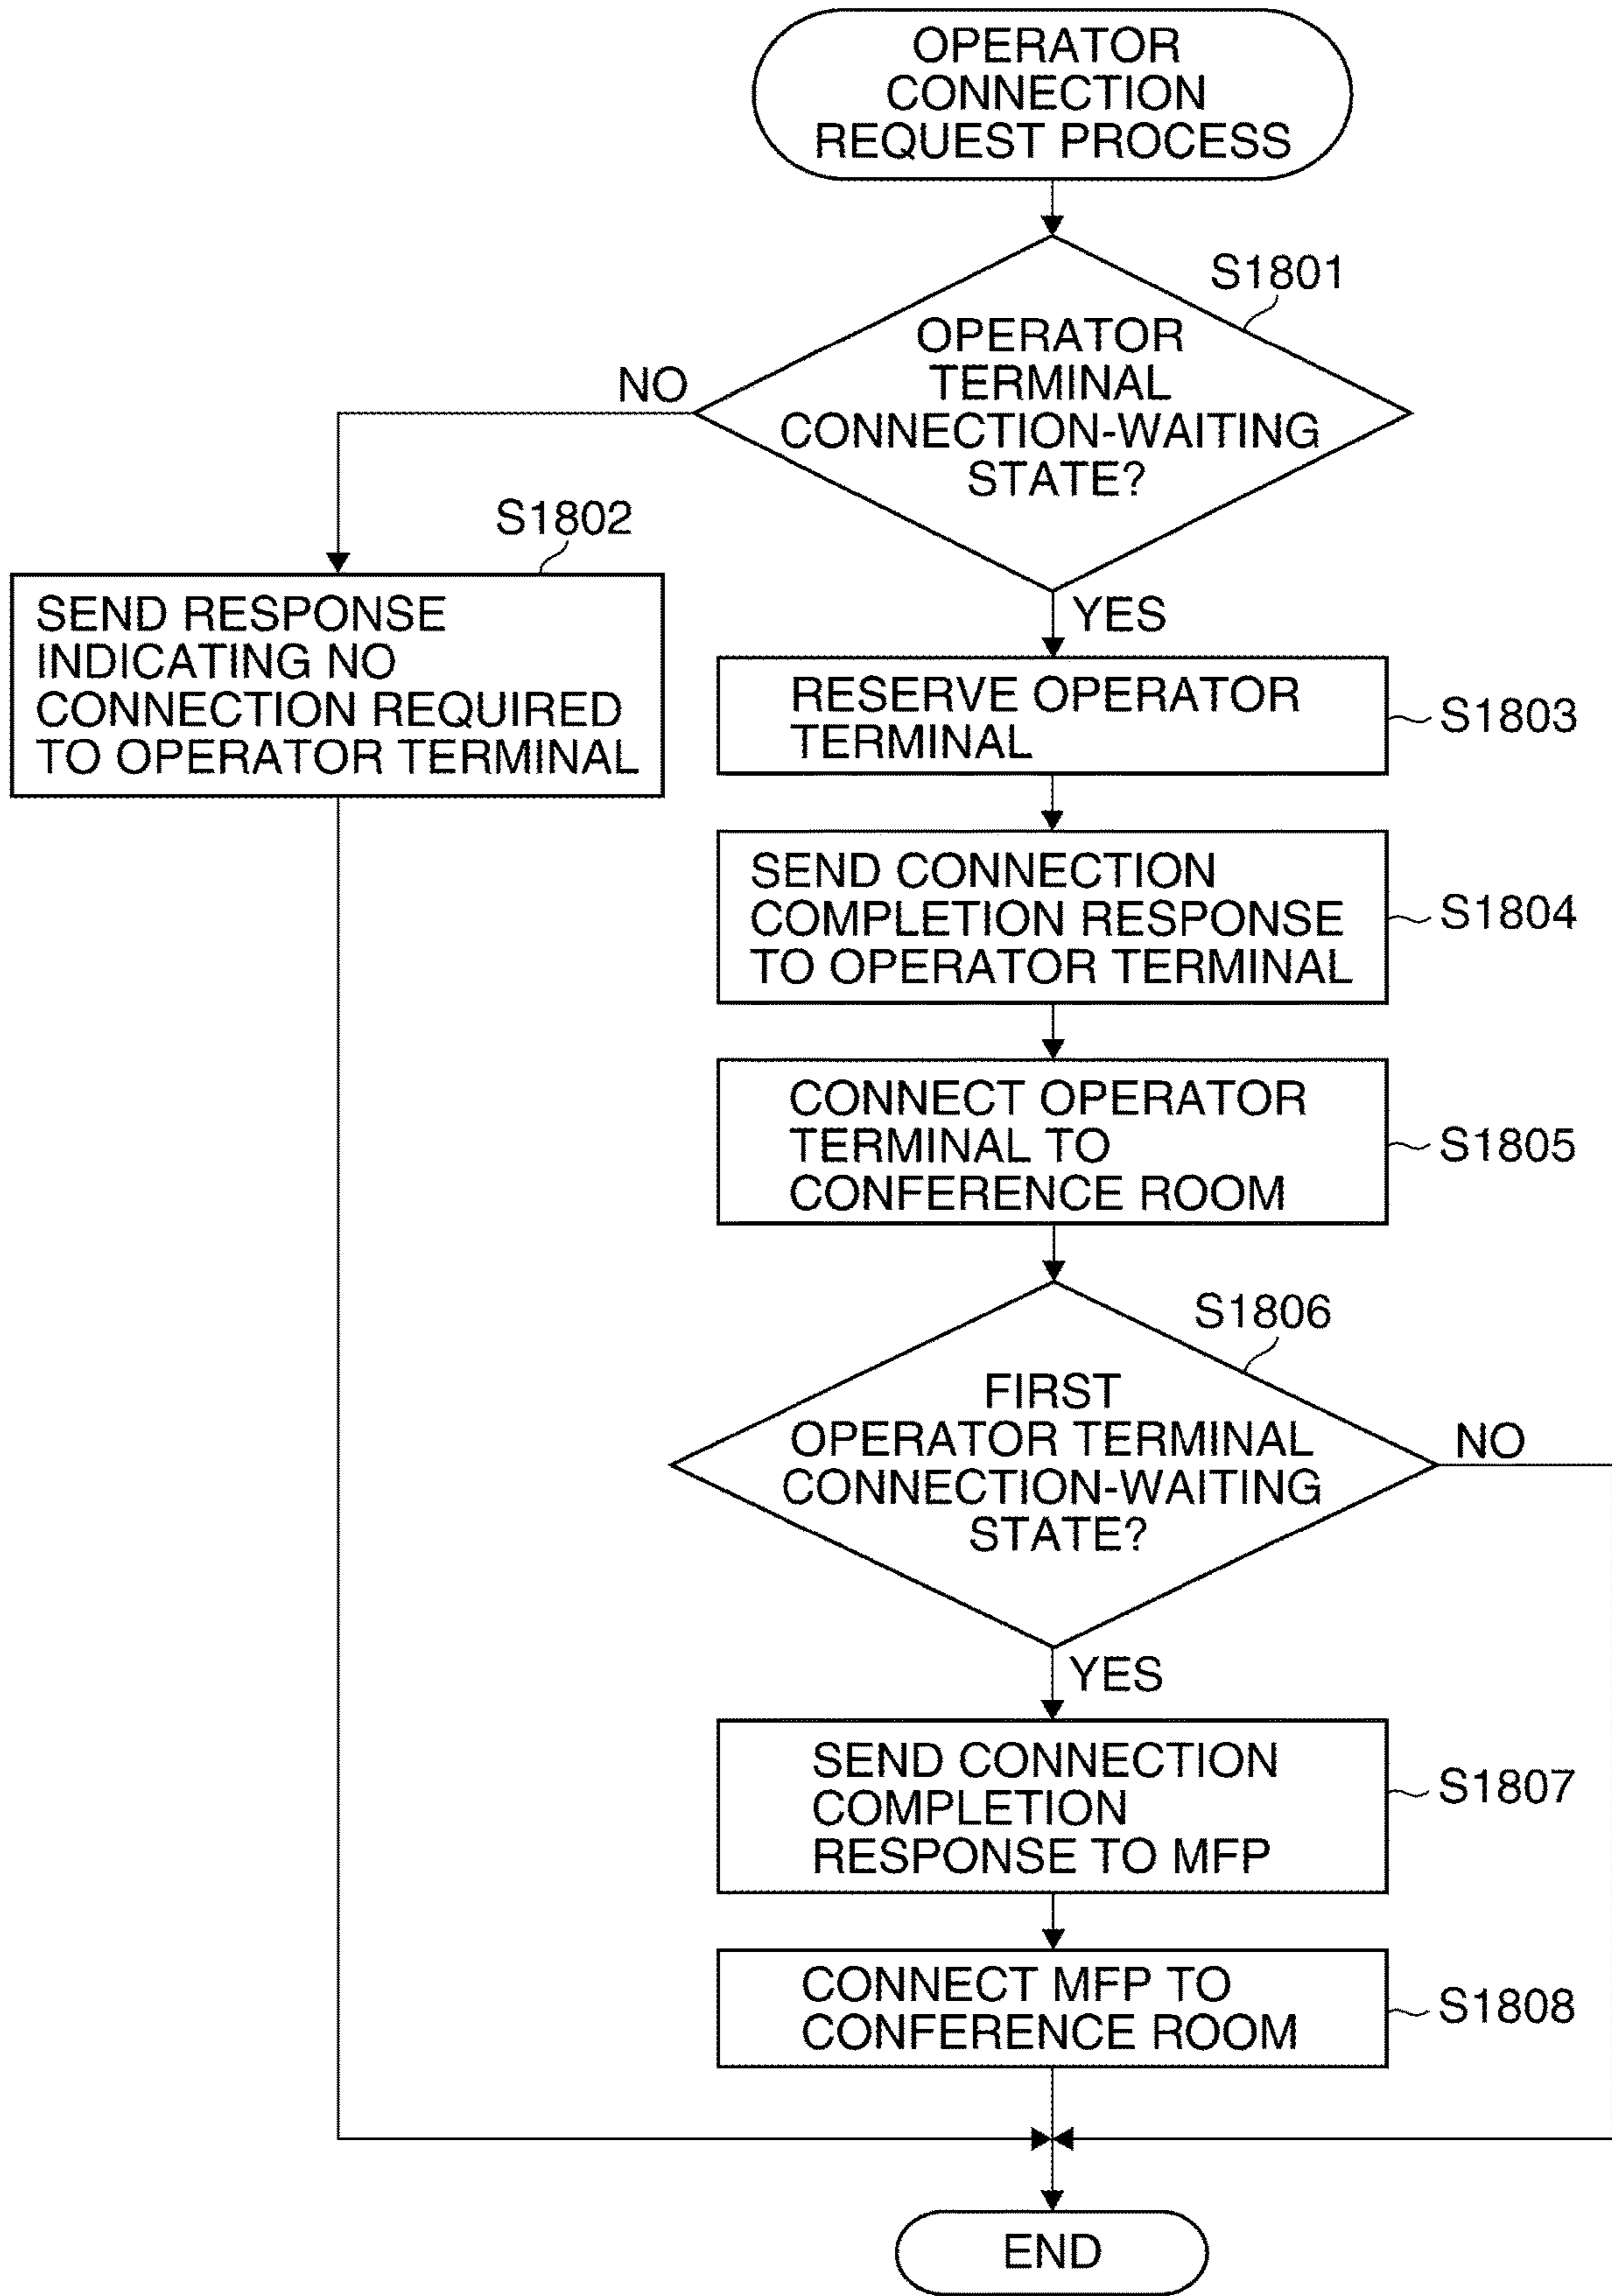 OPERATOR
CONNECTION
REQUEST PROCESS
S1801
OPERATOR
TERMINAL
CONNECTION-WAITING
STATE?
NO
YES
S1802
SEND RESPONSE
INDICATING NO
CONNECTION REQUIRED
TO OPERATOR TERMINAL
RESERVE OPERATOR
TERMINAL
S1803
SEND CONNECTION
COMPLETION RESPONSE
TO OPERATOR TERMINAL
S1804
CONNECT OPERATOR
TERMINAL TO
CONFERENCE ROOM
S1805
S1806
FIRST
OPERATOR TERMINAL
CONNECTION-WAITING
STATE?
NO
YES
SEND CONNECTION
COMPLETION
RESPONSE TO MFP
S1807
CONNECT MFP TO
CONFERENCE ROOM
S1808
END